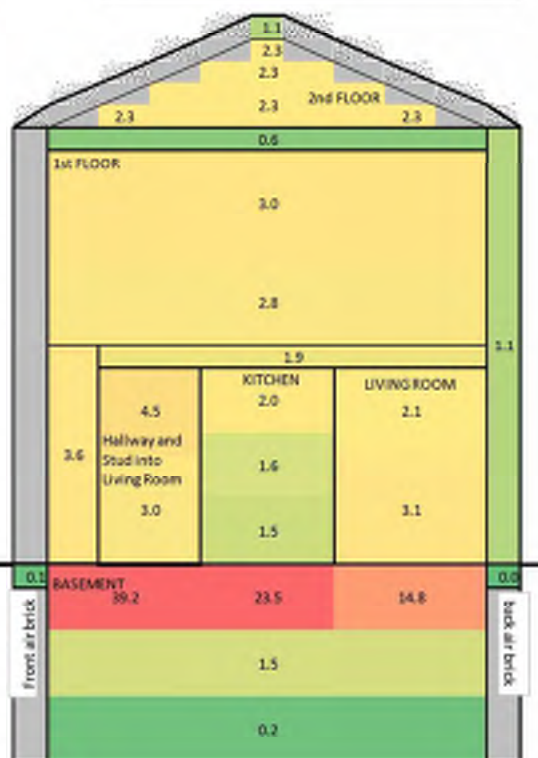 1.1
2.3
2.3
2nd FLOOR
2.3 2.3 2.3
0.6
1st FLOOR
3.0
2.8
1.1
1.9
KITCHEN LIVING ROOM
4.5 2.0 2.1
Hallway and
Stud into
Living Room
3.6
1.6
3.0 3.1
1.5
0.1 BASEMENT 0.0
39.2 23.5 14.8
Front air brick
back air brick
1.5
0.2